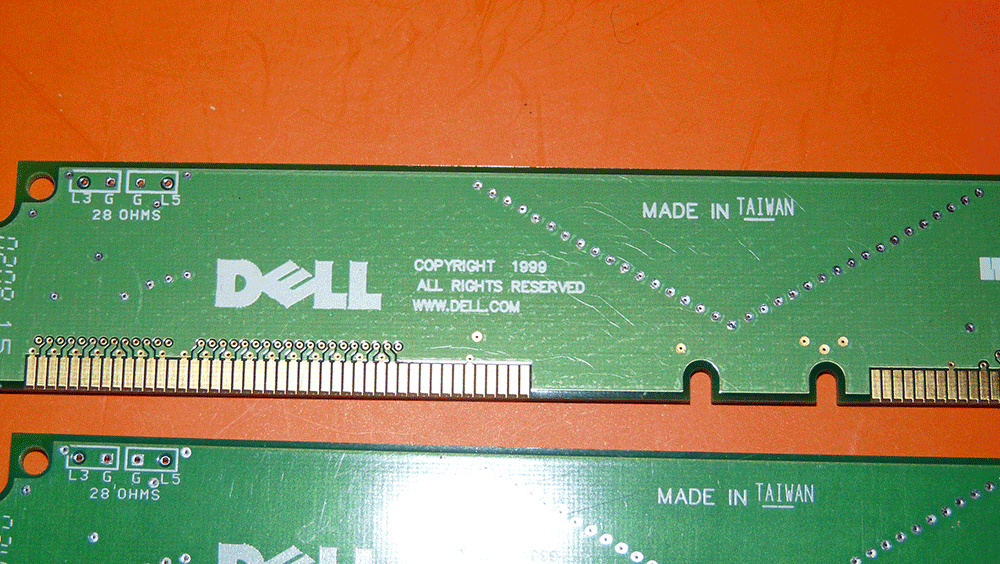 L3 G G L5
28 OHMS
MADE IN TAIWAN
DELL
COPYRIGHT 1999
ALL RIGHTS RESERVED
WWW.DELL.COM
L3 G G L5
28 OHMS
MADE IN TAIWAN
DELL